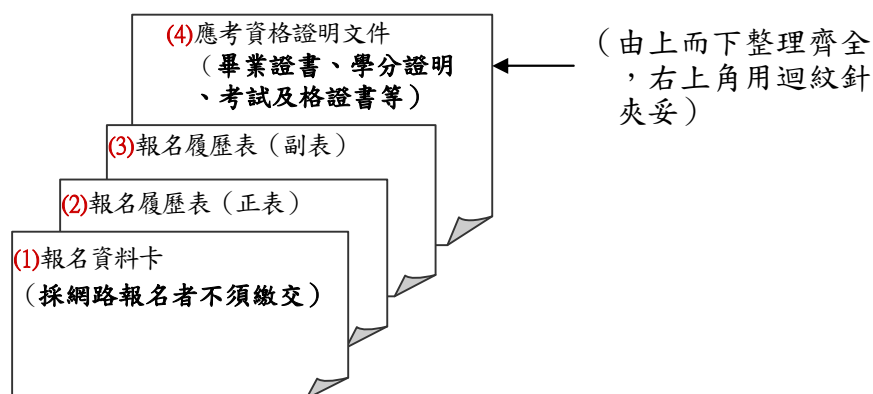 (4)應考資格證明文件
（畢業證書、學分證明
、考試及格證書等）
（由上而下整理齊全
，右上角用迴紋針
夾妥）
(3)報名履歷表（副表）
(2)報名履歷表（正表）
(1)報名資料卡
（採網路報名者不須繳交）